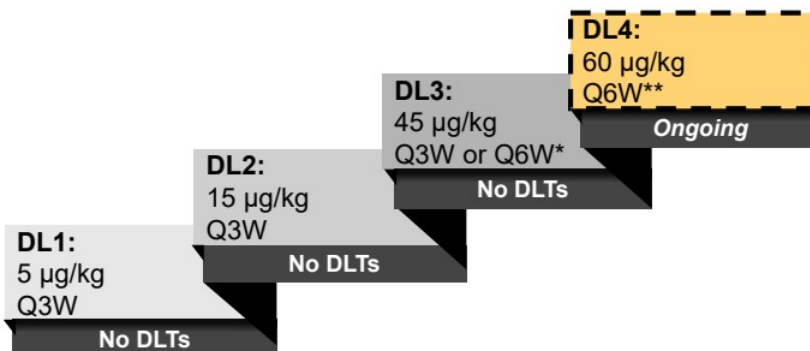 DL4:
60 µg/kg
Q6W**
Ongoing
DL3:
45 µg/kg
Q3W or Q6W*
No DLTs
DL2:
15 µg/kg
Q3W
No DLTs
DL1:
5 µg/kg
Q3W
No DLTs